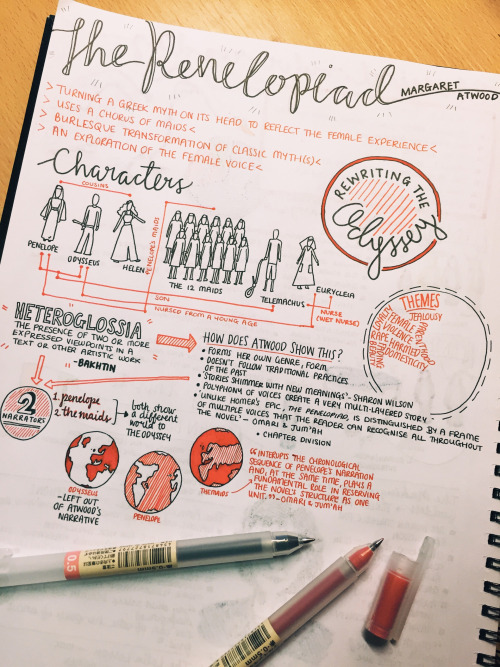 The Penelopiad
MARGARET
ATWOOD
> TURNING A GREEK MYTH ON ITS HEAD TO REFLECT THE FEMALE EXPERIENCE <
> USES A CHORUS OF MAIDS <
> BURLESQUE TRANSFORMATION OF CLASSIC MYTH(S) <
> AN EXPLORATION OF THE FEMALE VOICE <
Characters
COUSINS
PENELOPE
ODYSSEUS
HELEN
PENELOPE'S MAIDS
THE 12 MAIDS
TELEMACHUS
EURYCLEIA
NURSE
(WET NURSE)
SON
NURSED FROM A YOUNG AGE
REWRITING THE
Odyssey
THEMES
JEALOUSY
FEMALE
VIOLENCE
RAPE
DOMESTICITY
LOYALTY
"HETEROGLOSSIA
THE PRESENCE OF TWO OR MORE
EXPRESSED VIEWPOINTS IN A
TEXT OR OTHER ARTISTIC WORK"
-BAKHTIN
HOW DOES ATWOOD SHOW THIS?
• FORMS HER OWN GENRE, FORM
• DOESN'T FOLLOW TRADITIONAL PRACTICES
OF THE PAST
• 'STORIES SHIMMER WITH NEW MEANINGS' - SHARON WILSON
• POLYPHONY OF VOICES CREATE A VERY MULTI-LAYERED STORY -
• 'UNLIKE HOMER'S EPIC, THE PENELOPIAD, IS DISTINGUISHED BY A FRAME
OF MULTIPLE VOICES THAT THE READER CAN RECOGNISE ALL THROUGHOUT
THE NOVEL' - OMARI & JUM'AH
• CHAPTER DIVISION
2
NARRATORS
1. penelope
2. the maids
both show
a different
world to
THE ODYSSEY
ODYSSEUS
-LEFT OUT
OF ATWOOD'S
NARRATIVE
PENELOPE
THE MAIDS
"INTERUPTS THE CHRONOLOGICAL
SEQUENCE OF PENELOPE'S NARRATION
AND, AT THE SAME TIME, PLAYS A
FUNDAMENTAL ROLE IN RESERVING
THE NOVEL'S STRUCTURE AS ONE
UNIT." - OMARI & JUM'AH
0.5
0.5mm